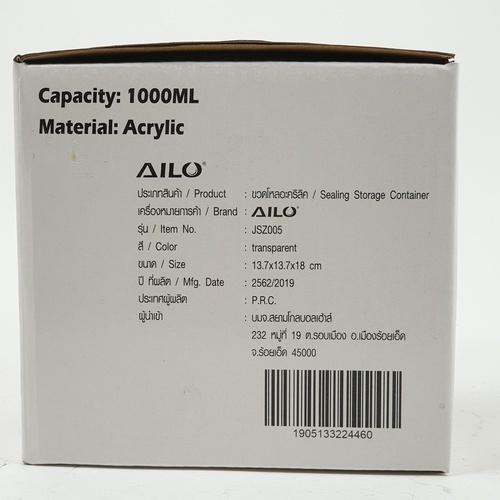 Capacity: 1000ML
Material: Acrylic
AILO®
ประเภทสินค้า / Product : ขวดโหลอะคริลิค / Sealing Storage Container
เครื่องหมายการค้า / Brand : AILO®
รุ่น / Item No. : JSZ005
สี / Color : transparent
ขนาด / Size : 13.7x13.7x18 cm
ปี ที่ผลิต / Mfg. Date : 2562/2019
ประเทศผู้ผลิต : P.R.C.
ผู้นำเข้า : บมจ.สยามโกลบอลเฮ้าส์
232 หมู่ที่ 19 ต.รอบเมือง อ.เมืองร้อยเอ็ด
จ.ร้อยเอ็ด 45000
1905133224460